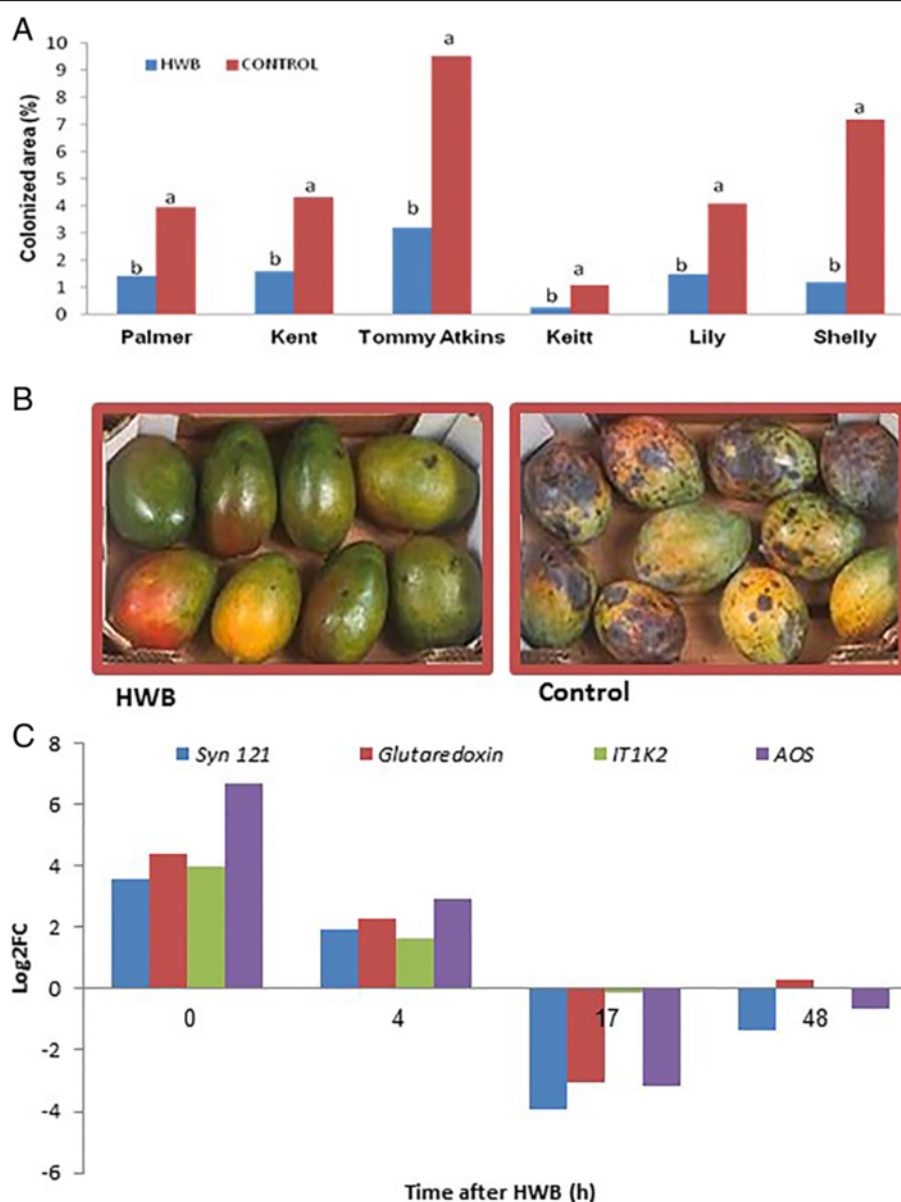 A
Colonized area (%)
10
9
8
7
6
5
4
3
2
1
0
HWB CONTROL
b a b a b a b a b a b a
Palmer Kent Tommy Atkins Keitt Lily Shelly
B
HWB Control
C
Log2FC
8
6
4
2
0
-2
-4
-6
Syn 121 Glutaredoxin IT1K2 AOS
0 4 17 48
Time after HWB (h)